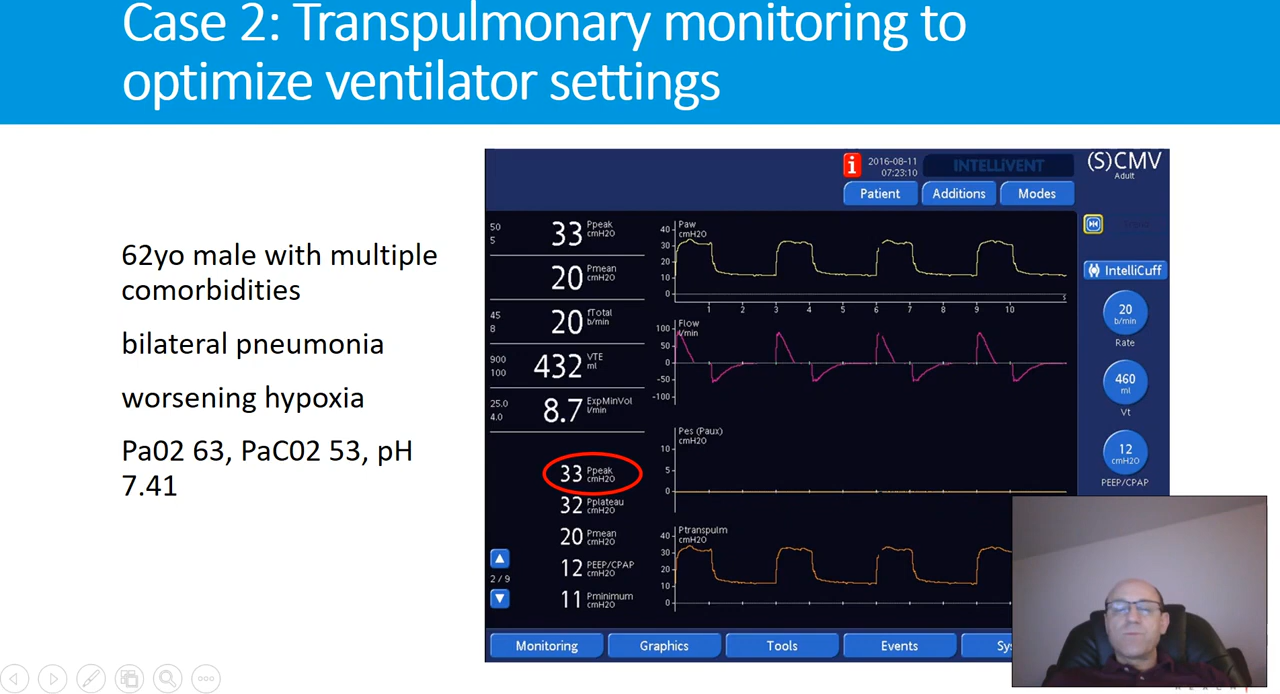 Case 2: Transpulmonary monitoring to
optimize ventilator settings
62yo male with multiple
comorbidities
bilateral pneumonia
worsening hypoxia
Pa02 63, PaC02 53, pH
7.41
i
2016-08-11
07:23:10
INTELLiVENT
(S)CMV
Adult
Patient
Additions
Modes
50
5
33 Ppeak
cmH2O
20 Pmean
cmH2O
45
8
20 fTotal
b/min
900
100
432 VTE
ml
25.0
4.0
8.7 ExpMinVol
l/min
33 Ppeak
cmH2O
32 Pplateau
cmH2O
20 Pmean
cmH2O
12 PEEP/CPAP
cmH2O
11 Pminimum
cmH2O
2 / 9
Paw
cmH2O
40
30
20
10
0
s
1 2 3 4 5 6 7 8 9 10
Flow
l/min
100
50
0
-50
-100
Pes (Paux)
cmH2O
10
5
0
Ptranspulm
cmH2O
40
30
20
10
0
IntelliCuff
20
b/min
Rate
460
ml
Vt
12
cmH2O
PEEP/CPAP
Monitoring
Graphics
Tools
Events
Sy